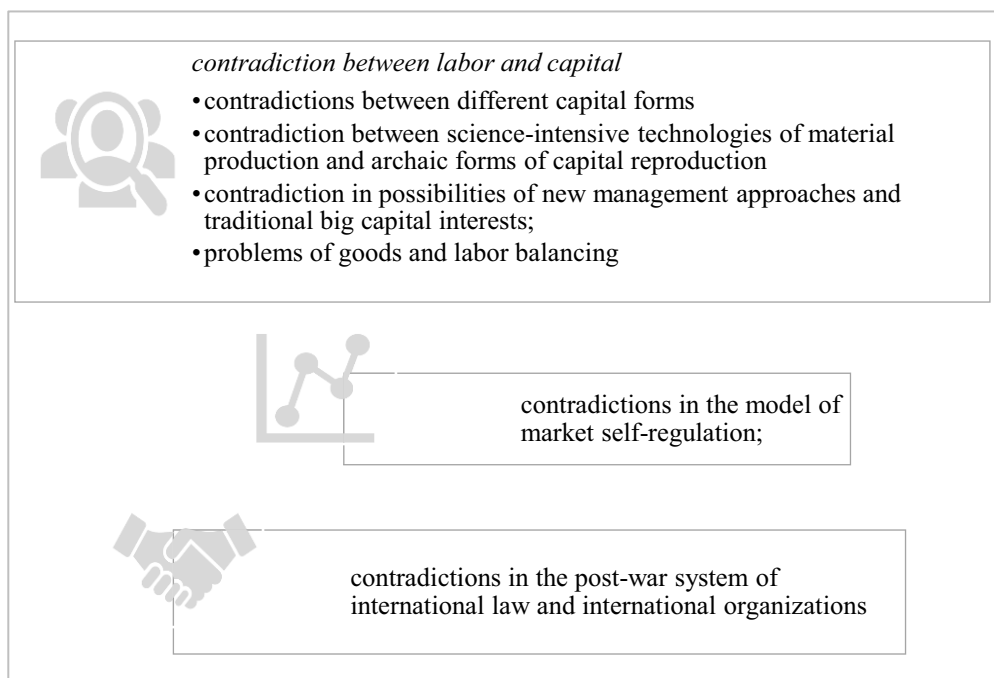 contradiction between labor and capital
•contradictions between different capital forms
•contradiction between science-intensive technologies of material
production and archaic forms of capital reproduction
•contradiction in possibilities of new management approaches and
traditional big capital interests;
•problems of goods and labor balancing
contradictions in the model of
market self-regulation;
contradictions in the post-war system of
international law and international organizations